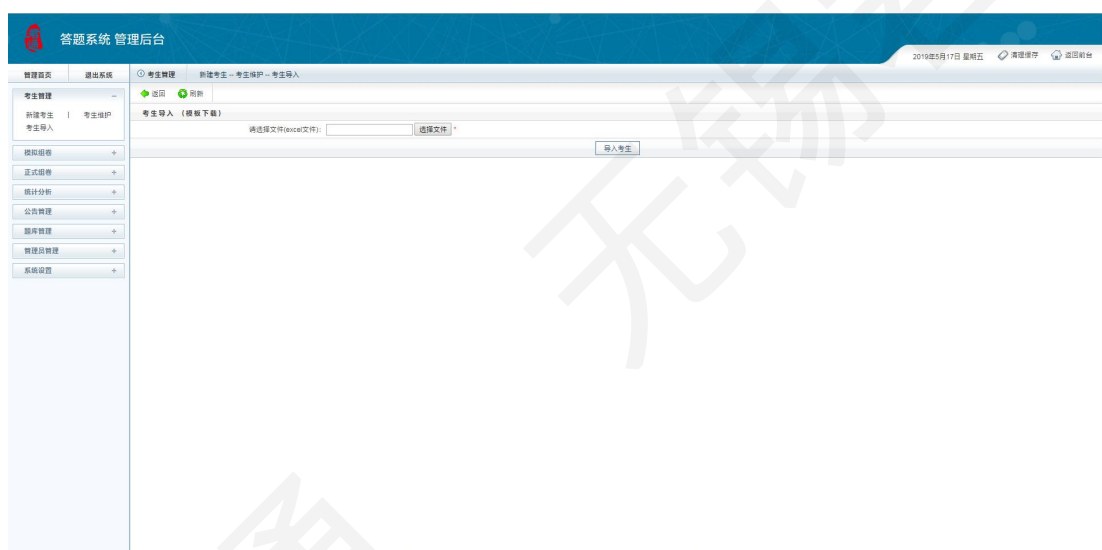 答题系统 管理后台
2019年5月17日 星期五 清理缓存 返回前台
管理首页 退出系统
考生管理 新建考生 – 考生维护 – 考生导入
考生管理 –
返回 刷新
新建考生 | 考生维护
考生导入
考生导入 (模板下载)
请选择文件(excel文件): 选择文件 *
导入考生
模拟组卷 +
正式组卷 +
统计分析 +
公告管理 +
题库管理 +
管理员管理 +
系统设置 +
无锡